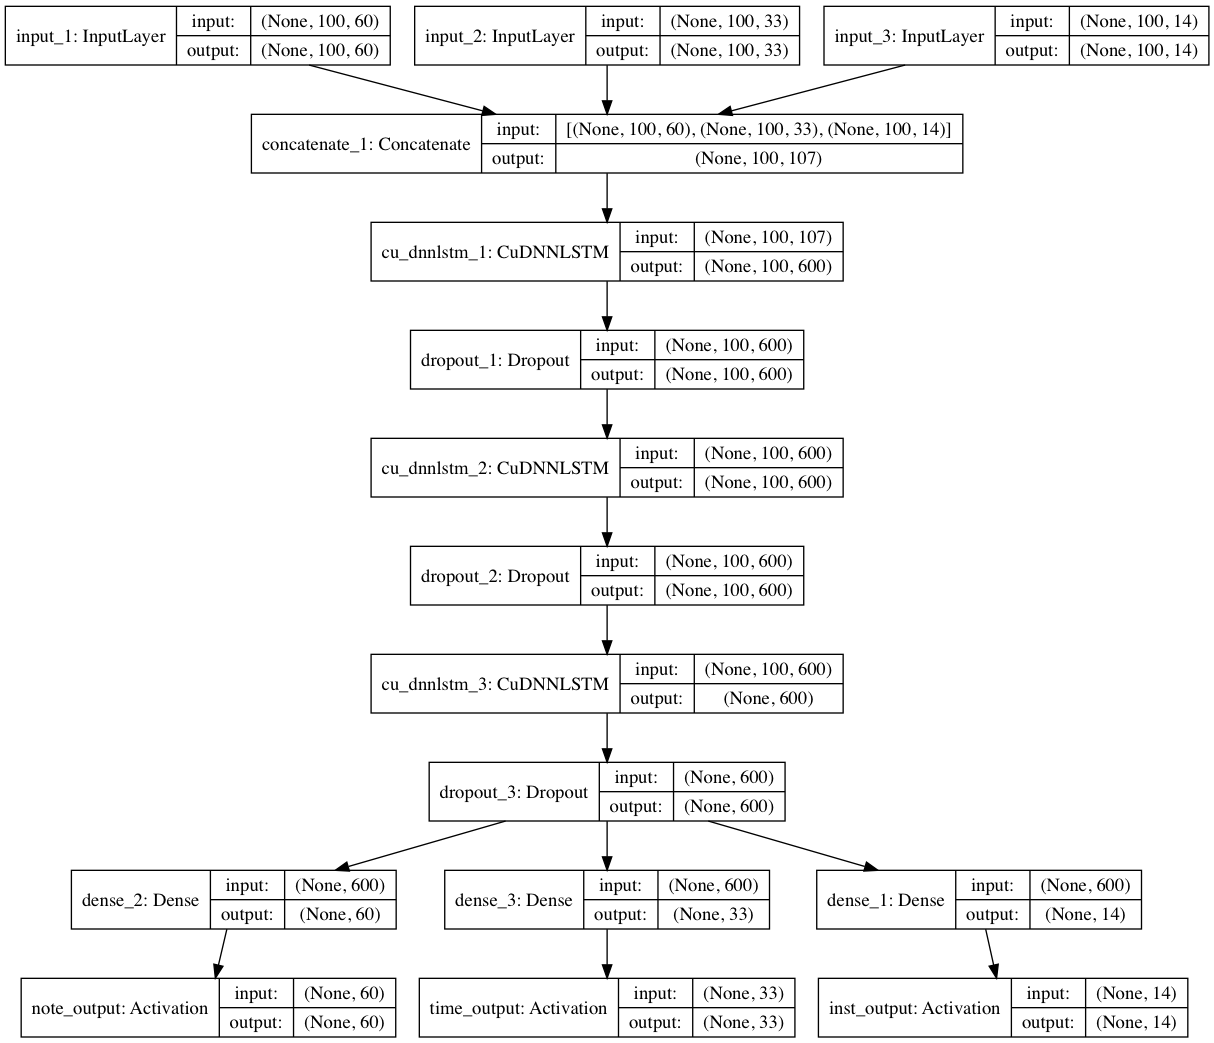 input_1: InputLayer
input: (None, 100, 60)
output: (None, 100, 60)
input_2: InputLayer
input: (None, 100, 33)
output: (None, 100, 33)
input_3: InputLayer
input: (None, 100, 14)
output: (None, 100, 14)
concatenate_1: Concatenate
input: [(None, 100, 60), (None, 100, 33), (None, 100, 14)]
output: (None, 100, 107)
cu_dnnlstm_1: CuDNNLSTM
input: (None, 100, 107)
output: (None, 100, 600)
dropout_1: Dropout
input: (None, 100, 600)
output: (None, 100, 600)
cu_dnnlstm_2: CuDNNLSTM
input: (None, 100, 600)
output: (None, 100, 600)
dropout_2: Dropout
input: (None, 100, 600)
output: (None, 100, 600)
cu_dnnlstm_3: CuDNNLSTM
input: (None, 100, 600)
output: (None, 600)
dropout_3: Dropout
input: (None, 600)
output: (None, 600)
dense_2: Dense
input: (None, 600)
output: (None, 60)
dense_3: Dense
input: (None, 600)
output: (None, 33)
dense_1: Dense
input: (None, 600)
output: (None, 14)
note_output: Activation
input: (None, 60)
output: (None, 60)
time_output: Activation
input: (None, 33)
output: (None, 33)
inst_output: Activation
input: (None, 14)
output: (None, 14)